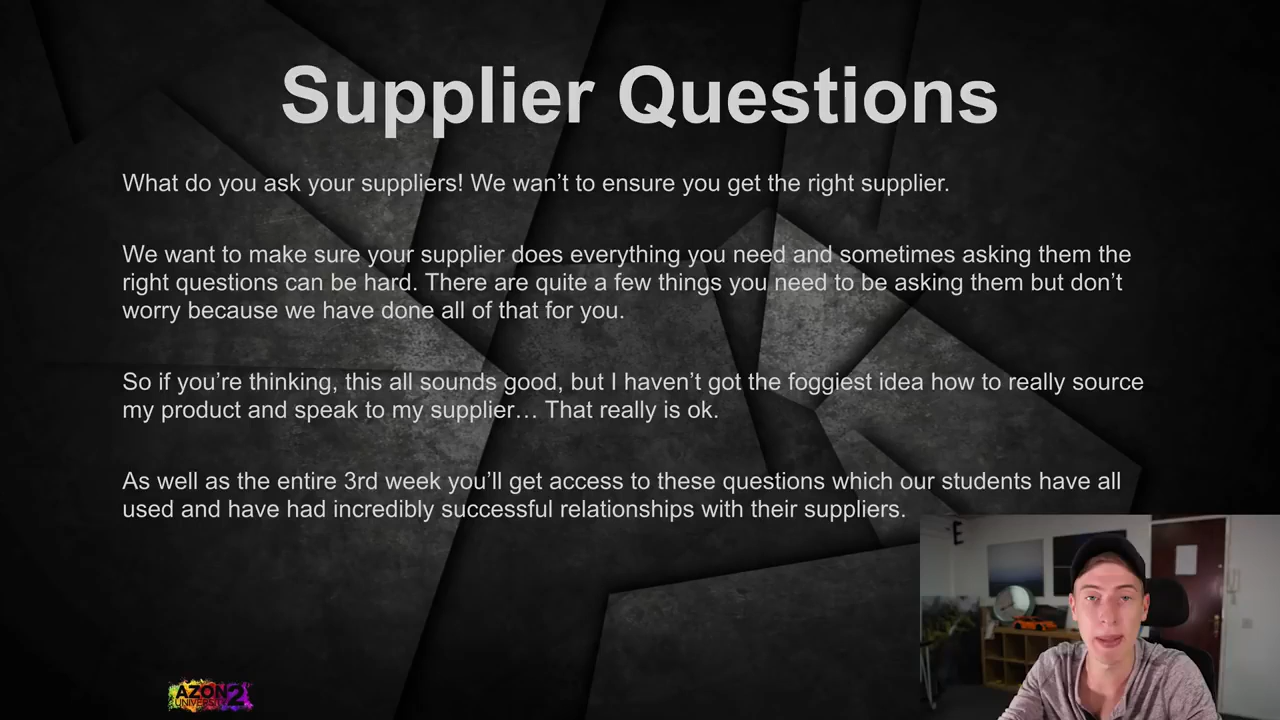 Supplier Questions
What do you ask your suppliers! We wan’t to ensure you get the right supplier.
We want to make sure your supplier does everything you need and sometimes asking them the
right questions can be hard. There are quite a few things you need to be asking them but don’t
worry because we have done all of that for you.
So if you’re thinking, this all sounds good, but I haven’t got the foggiest idea how to really source
my product and speak to my supplier… That really is ok.
As well as the entire 3rd week you’ll get access to these questions which our students have all
used and have had incredibly successful relationships with their suppliers.
E
AZON 2
UNIVERSITY